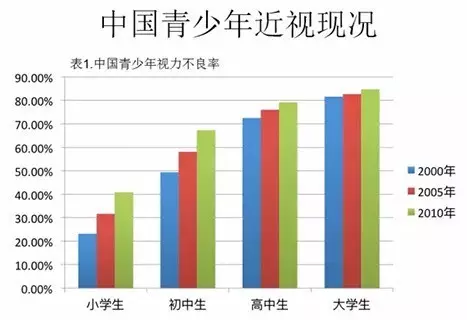 中国青少年近视现况
表1.中国青少年视力不良率
90.00%
80.00%
70.00%
60.00%
50.00%
40.00%
30.00%
20.00%
10.00%
0.00%
小学生 初中生 高中生 大学生
2000年
2005年
2010年